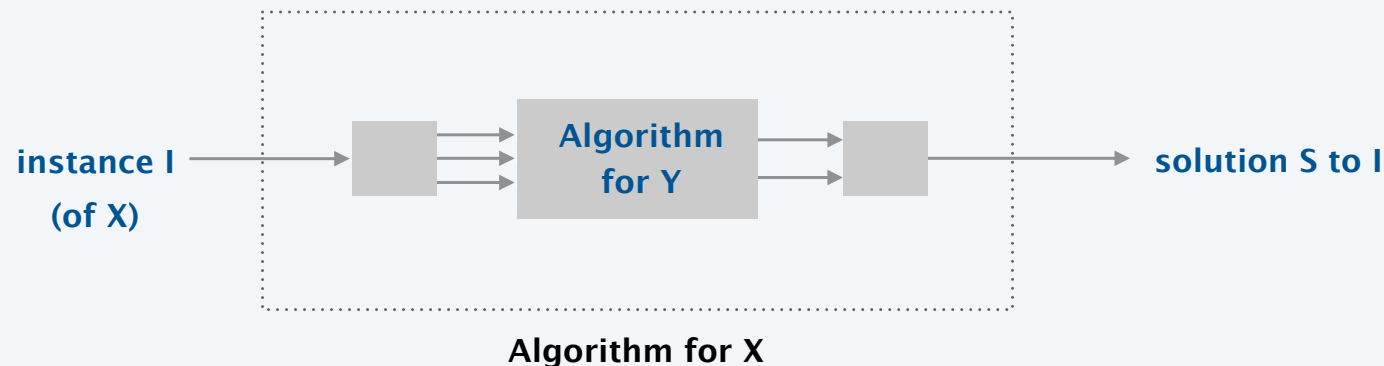 instance I
(of X)
Algorithm
for Y
solution S to I
Algorithm for X